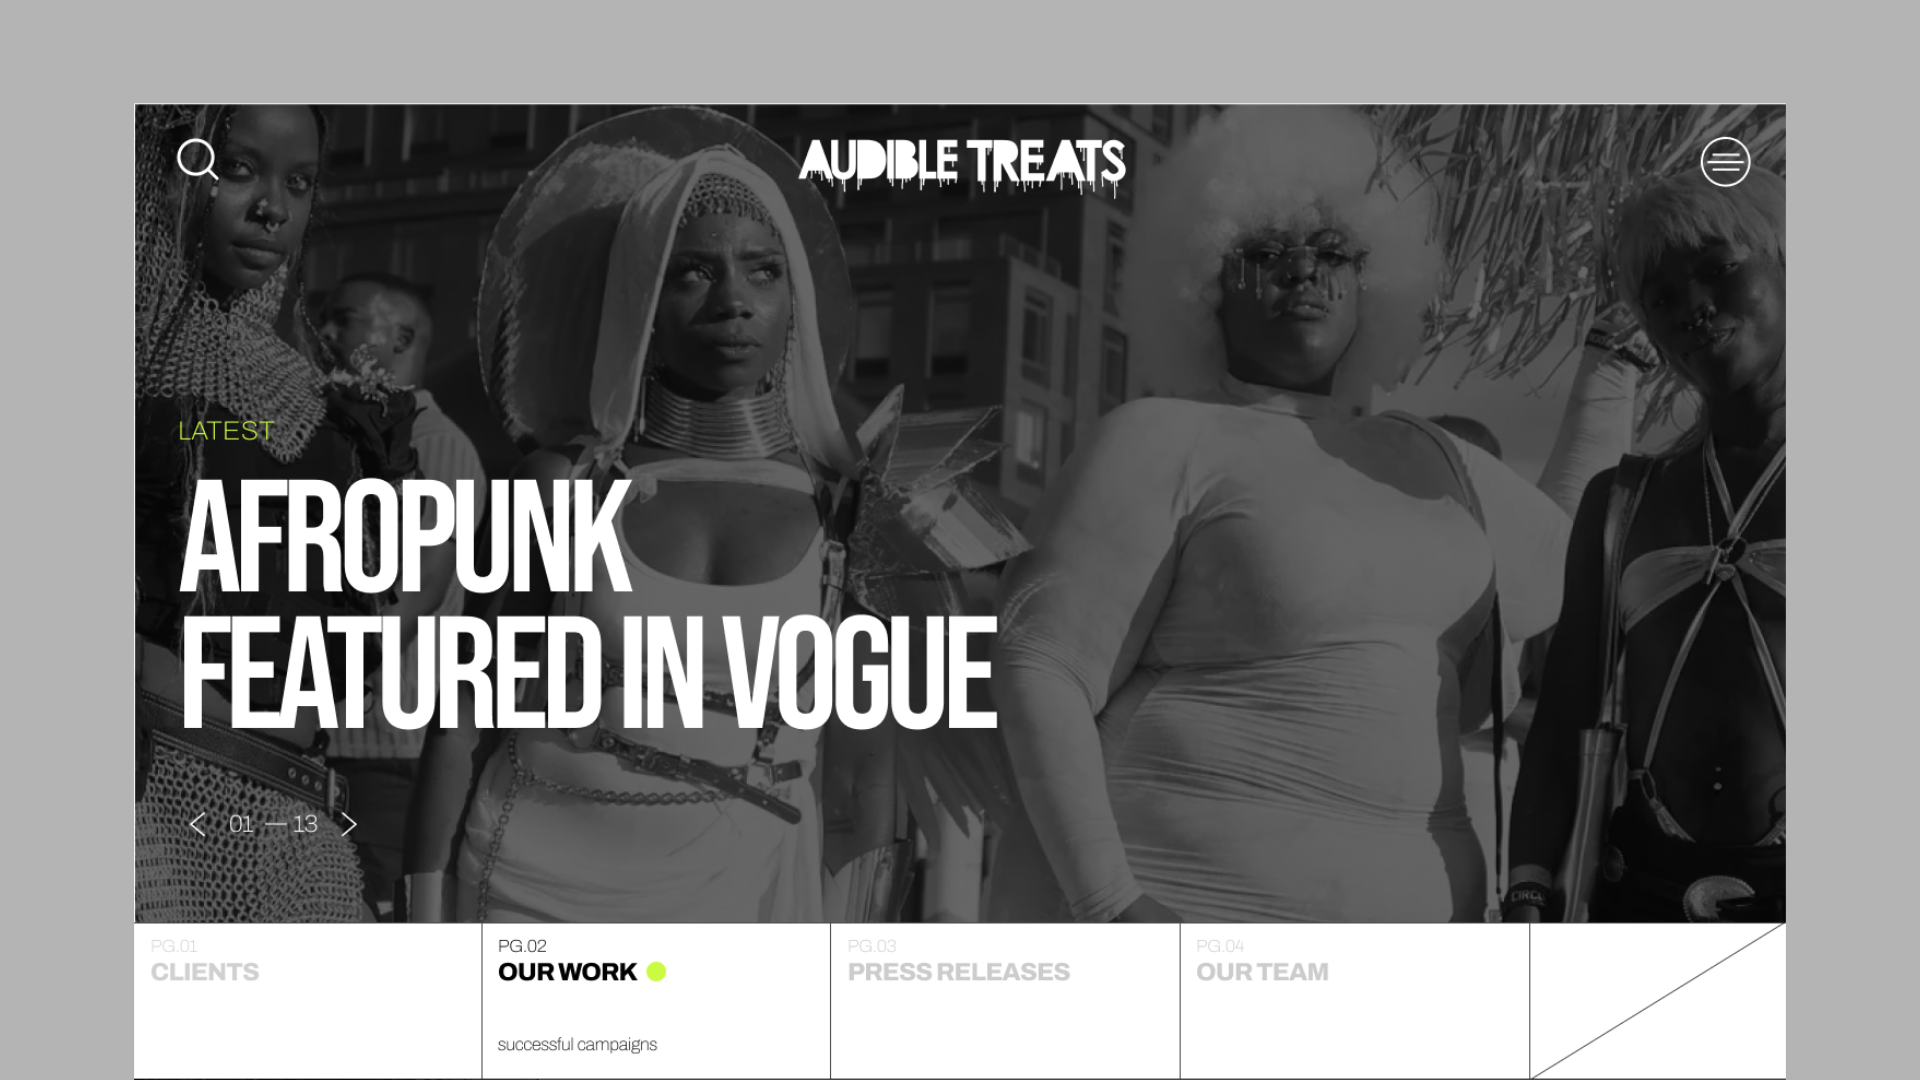 AUDIBLE TREATS
LATEST
AFROPUNK
FEATURED IN VOGUE
01 — 13
PG.01
CLIENTS
PG.02
OUR WORK
successful campaigns
PG.03
PRESS RELEASES
PG.04
OUR TEAM
CIRCL